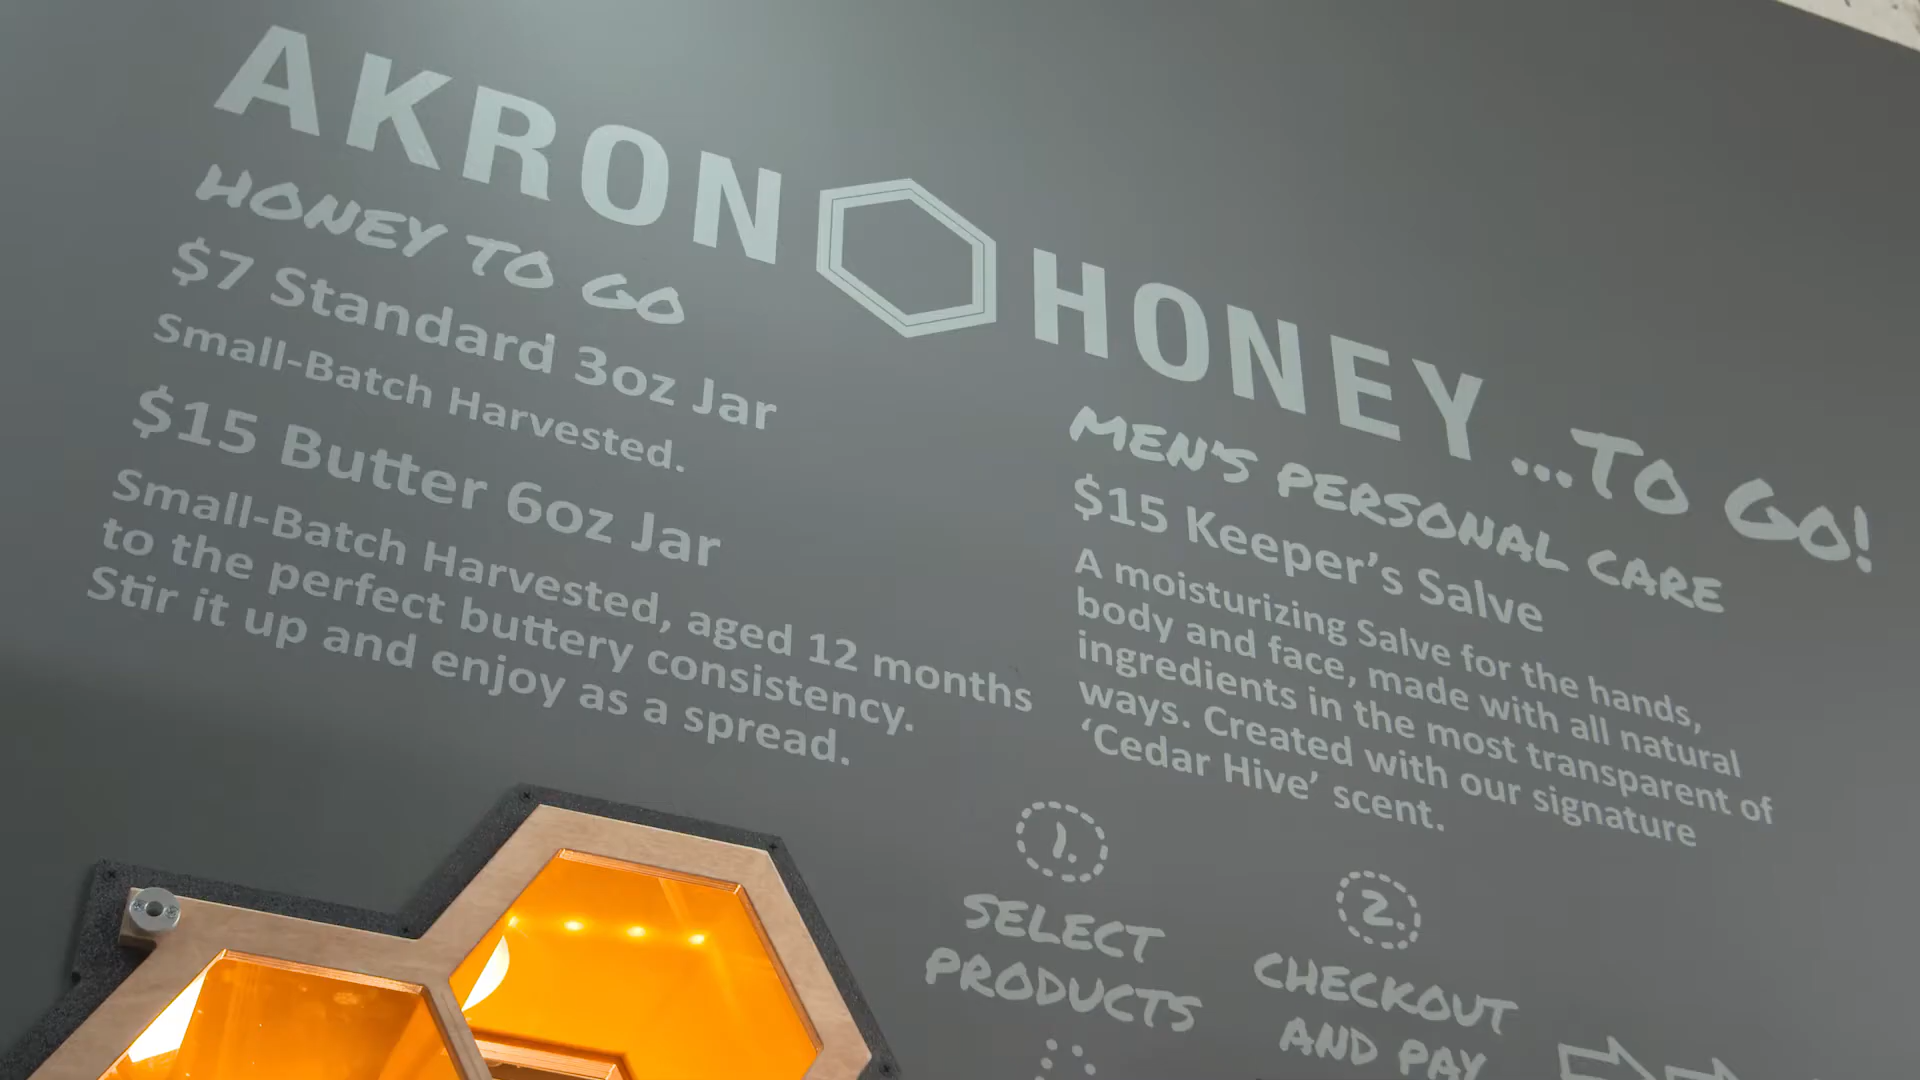 AKRON HONEY ...TO GO!
HONEY TO GO
$7 Standard 3oz Jar
Small-Batch Harvested.
$15 Butter 6oz Jar
Small-Batch Harvested, aged 12 months
to the perfect buttery consistency.
Stir it up and enjoy as a spread.
MEN'S PERSONAL CARE
$15 Keeper's Salve
A moisturizing Salve for the hands,
body and face, made with all natural
ingredients in the most transparent of
ways. Created with our signature
‘Cedar Hive’ scent.
1.
SELECT
PRODUCTS
2.
CHECKOUT
AND PAY